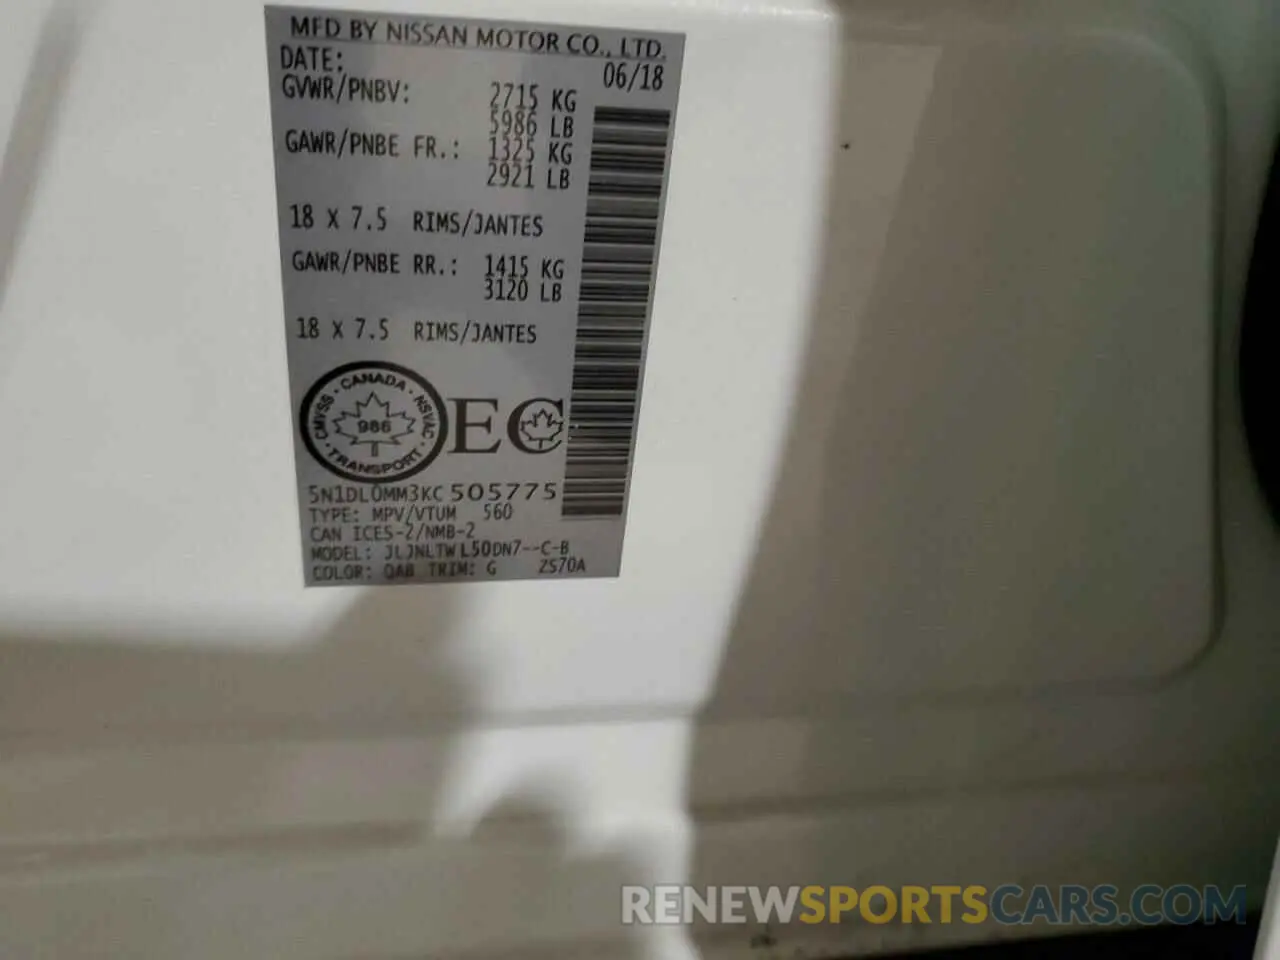 MFD BY NISSAN MOTOR CO., LTD.
DATE: 06/18
GVWR/PNBV: 2715 KG
5986 LB
GAWR/PNBE FR.: 1325 KG
2921 LB
18 X 7.5 RIMS/JANTES
GAWR/PNBE RR.: 1415 KG
3120 LB
18 X 7.5 RIMS/JANTES
CANADA · NSVAC · TRANSPORT · CMVSS ·
986
EC
5N1DL0MM3KC505775
TYPE: MPV/VTUM 560
CAN ICES-2/NMB-2
MODEL: JLJNLTWL50DN7--C-B
COLOR: QAB TRIM: G ZS70A
RENEWSPORTSCARS.COM